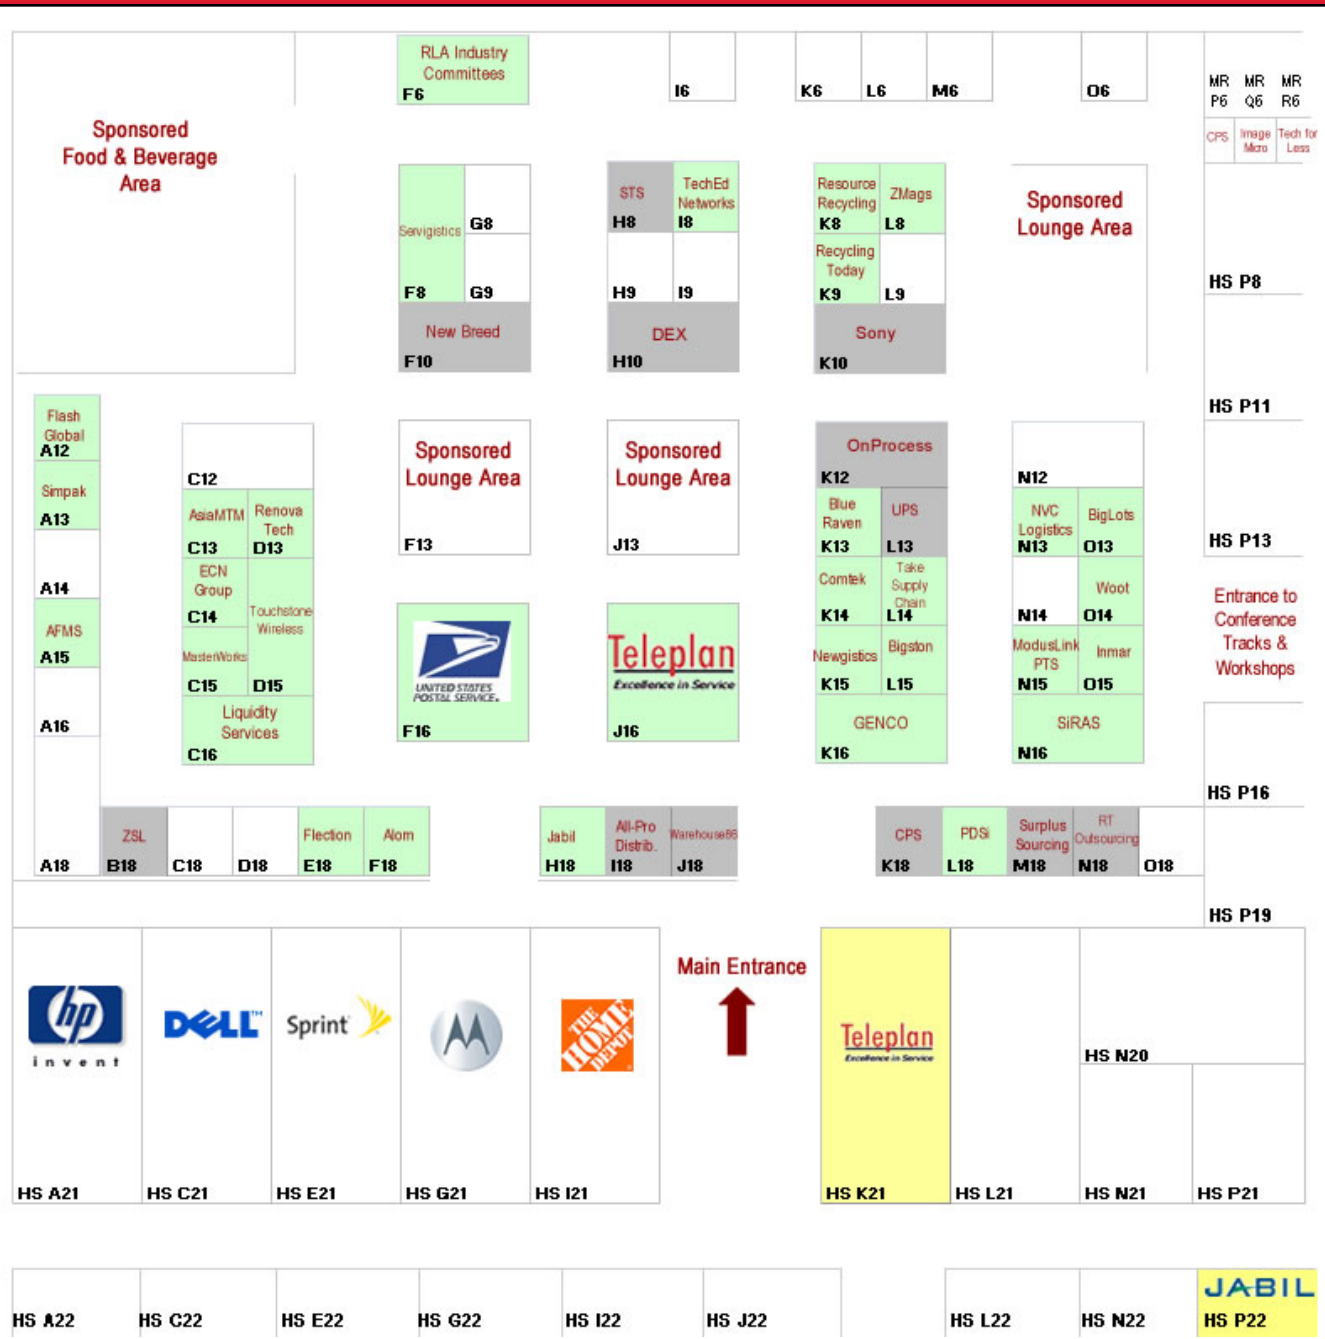 RLA Industry
Committees
F6
I6
K6
L6
M6
O6
MR
P6
MR
Q6
MR
R6
CPS
Image
Micro
Tech for
Less
Sponsored
Food & Beverage
Area
Servigistics
F8
G8
G9
New Breed
F10
STS
H8
TechEd
Networks
I8
H9
I9
DEX
H10
Resource
Recycling
K8
ZMags
L8
Recycling
Today
K9
L9
Sony
K10
Sponsored
Lounge Area
HS P8
HS P11
HS P13
Flash
Global
A12
Simpak
A13
A14
AFMS
A15
A16
A18
C12
AsiaMTM
C13
Renova
Tech
D13
ECN
Group
C14
Touchstone
Wireless
D15
MasterWorks
C15
Liquidity
Services
C16
Sponsored
Lounge Area
F13
Sponsored
Lounge Area
J13
UNITED STATES
POSTAL SERVICE®
F16
Teleplan
Excellence in Service
J16
OnProcess
K12
Blue
Raven
K13
UPS
L13
Comtek
K14
Take
Supply
Chain
L14
Newgistics
K15
Bigston
L15
GENCO
K16
N12
NVC
Logistics
N13
BigLots
O13
N14
Woot
O14
ModusLink
PTS
N15
Inmar
O15
SiRAS
N16
Entrance to
Conference
Tracks &
Workshops
HS P16
ZSL
B18
C18
D18
Flection
E18
Alom
F18
Jabil
H18
All-Pro
Distrib.
I18
Warehouse86
J18
CPS
K18
PDSi
L18
Surplus
Sourcing
M18
RT
Outsourcing
N18
O18
HS P19
hp
invent
HS A21
DELL™
HS C21
Sprint
HS E21
HS G21
THE
HOME
DEPOT
HS I21
Main Entrance
Teleplan
Excellence in Service
HS K21
HS L21
HS N20
HS N21
HS P21
HS A22
HS C22
HS E22
HS G22
HS I22
HS J22
HS L22
HS N22
JABIL
HS P22